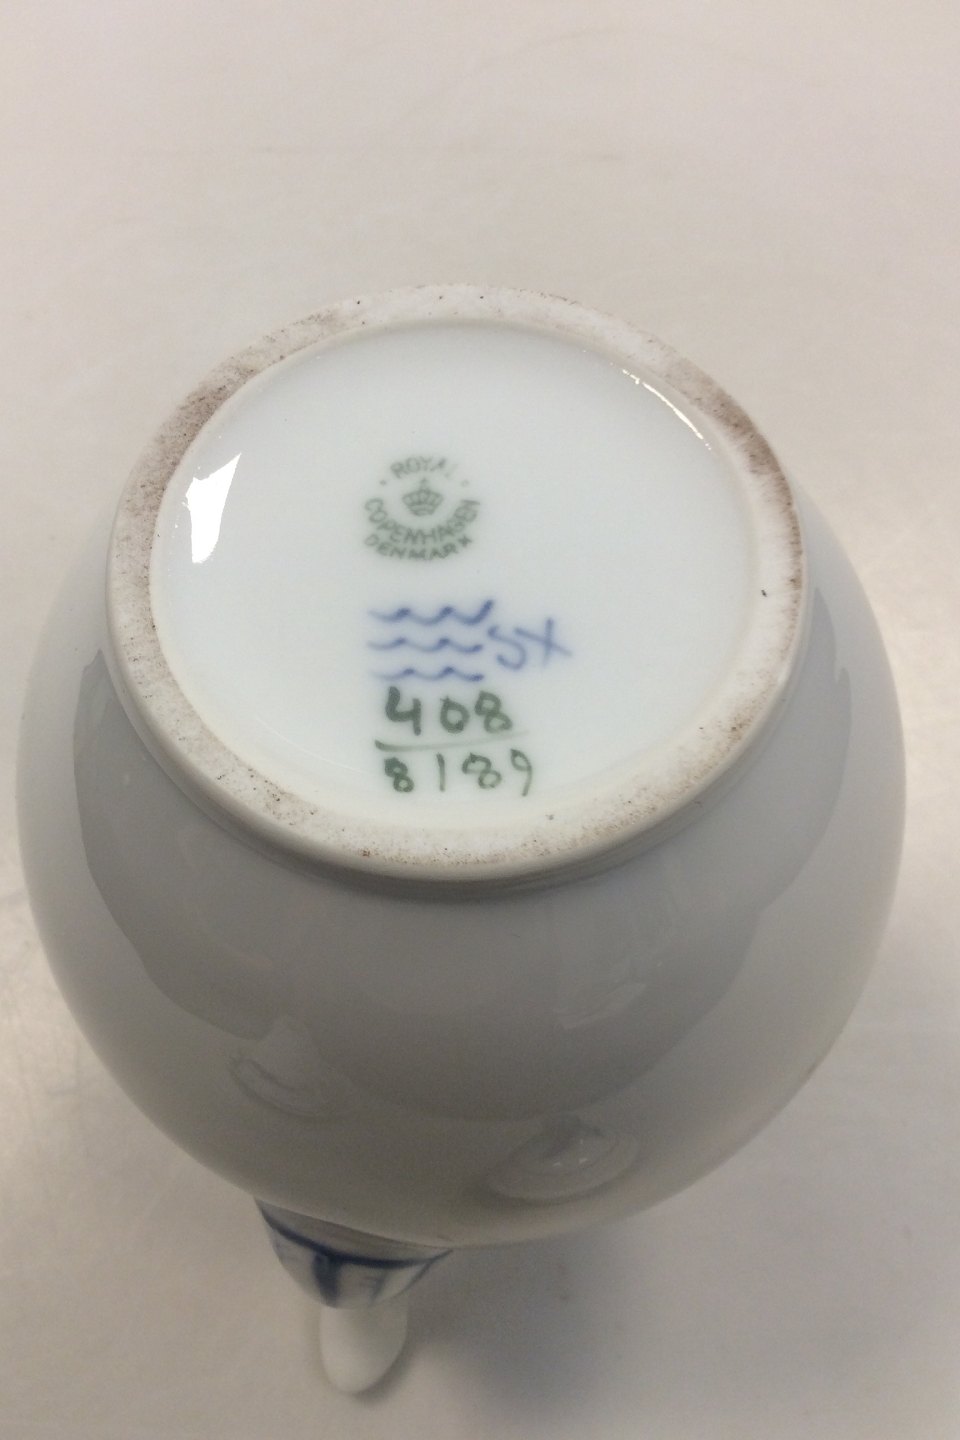 ROYAL
COPENHAGEN
DENMARK
SX
408
8189